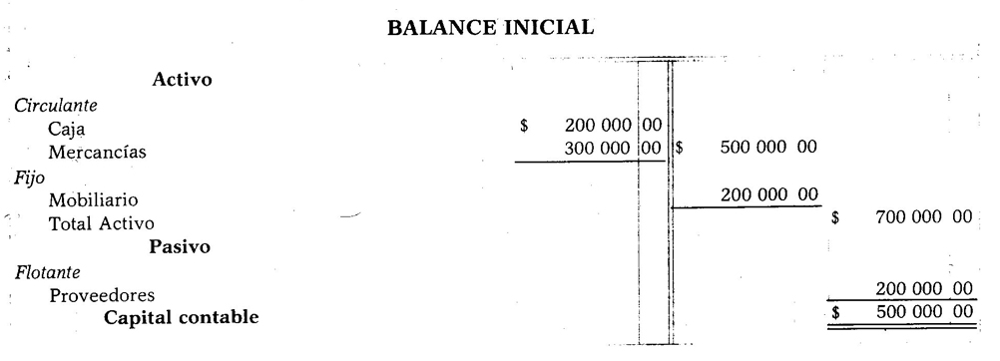 BALANCE INICIAL
Activo
Circulante
Caja $ 200 000 00
Mercancías 300 000 00 $ 500 000 00
Fijo
Mobiliario 200 000 00
Total Activo $ 700 000 00
Pasivo
Flotante
Proveedores 200 000 00
Capital contable $ 500 000 00